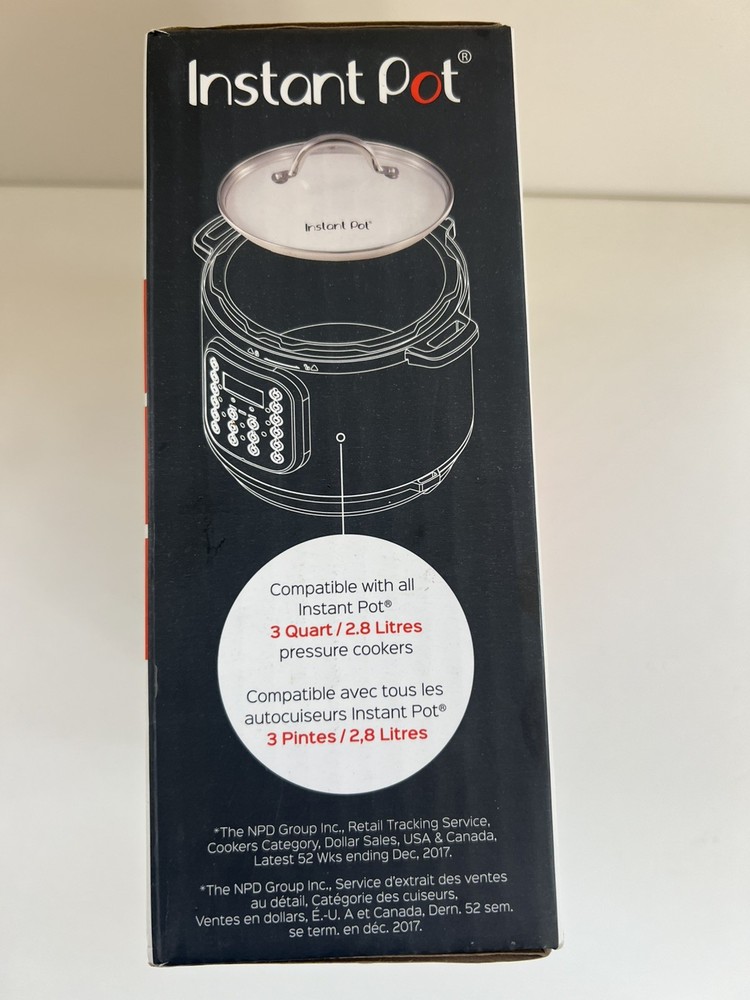 Instant Pot®
Instant Pot®
Compatible with all
Instant Pot®
3 Quart / 2.8 Litres
pressure cookers
Compatible avec tous les
autocuiseurs Instant Pot®
3 Pintes / 2,8 Litres
*The NPD Group Inc., Retail Tracking Service,
Cookers Category, Dollar Sales, USA & Canada,
Latest 52 Wks ending Dec, 2017.
*The NPD Group Inc., Service d'extrait des ventes
au détail, Catégorie des cuiseurs,
Ventes en dollars, É.-U. A et Canada, Dern. 52 sem.
se term. en déc. 2017.